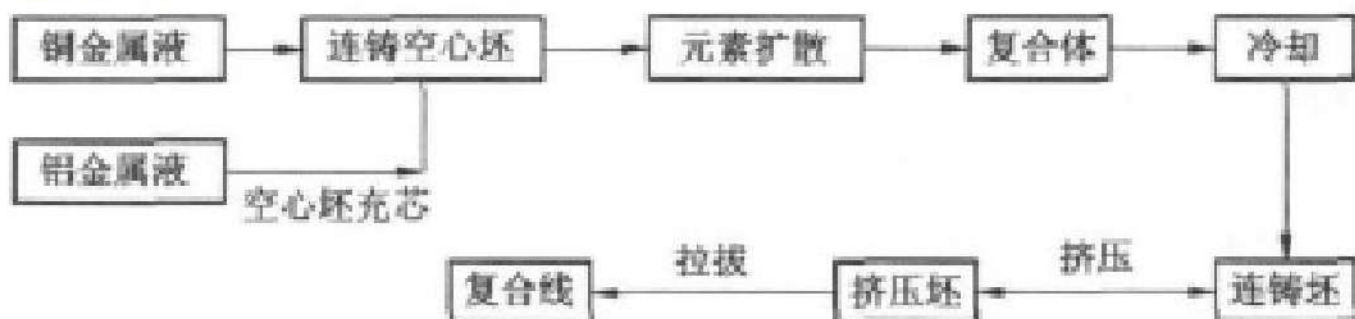 铜金属液
连铸空心坯
元素扩散
复合体
冷却
铝金属液
空心坯充芯
复合线
拉拔
挤压坯
挤压
连铸坯